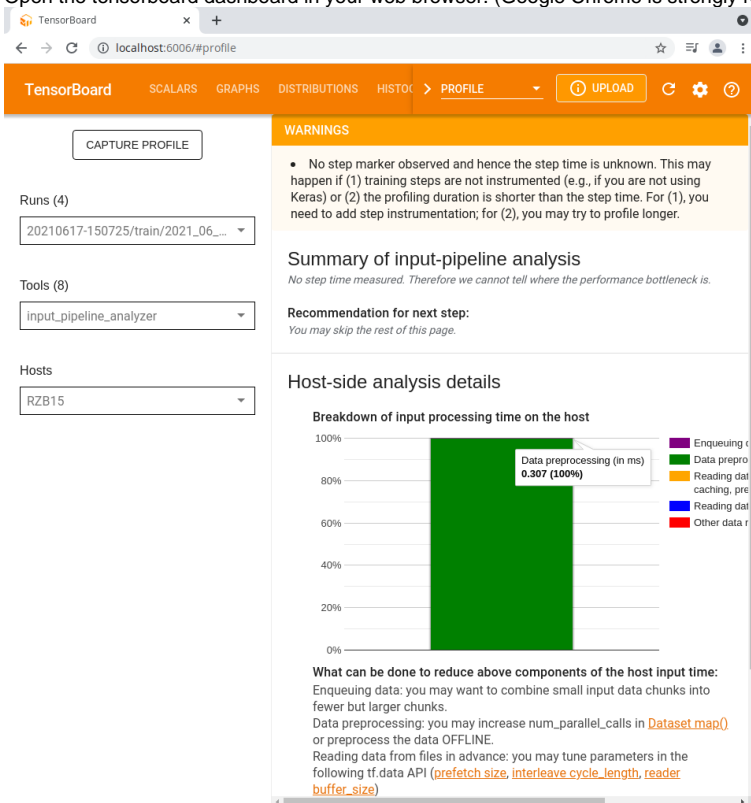 Open the tensorboard dashboard in your web browser. (Google Chrome is strongly
TensorBoard
localhost:6006/#profile
TensorBoard SCALARS GRAPHS DISTRIBUTIONS HISTOG PROFILE UPLOAD
CAPTURE PROFILE
Runs (4)
20210617-150725/train/2021_06_...
Tools (8)
input_pipeline_analyzer
Hosts
RZB15
WARNINGS
• No step marker observed and hence the step time is unknown. This may
happen if (1) training steps are not instrumented (e.g., if you are not using
Keras) or (2) the profiling duration is shorter than the step time. For (1), you
need to add step instrumentation; for (2), you may try to profile longer.
Summary of input-pipeline analysis
No step time measured. Therefore we cannot tell where the performance bottleneck is.
Recommendation for next step:
You may skip the rest of this page.
Host-side analysis details
Breakdown of input processing time on the host
100%
80%
60%
40%
20%
0%
Data preprocessing (in ms)
0.307 (100%)
Enqueuing
Data prepro
Reading dat
caching, pre
Reading dat
Other data r
What can be done to reduce above components of the host input time:
Enqueuing data: you may want to combine small input data chunks into
fewer but larger chunks.
Data preprocessing: you may increase num_parallel_calls in Dataset map()
or preprocess the data OFFLINE.
Reading data from files in advance: you may tune parameters in the
following tf.data API (prefetch size, interleave cycle_length, reader
buffer_size)